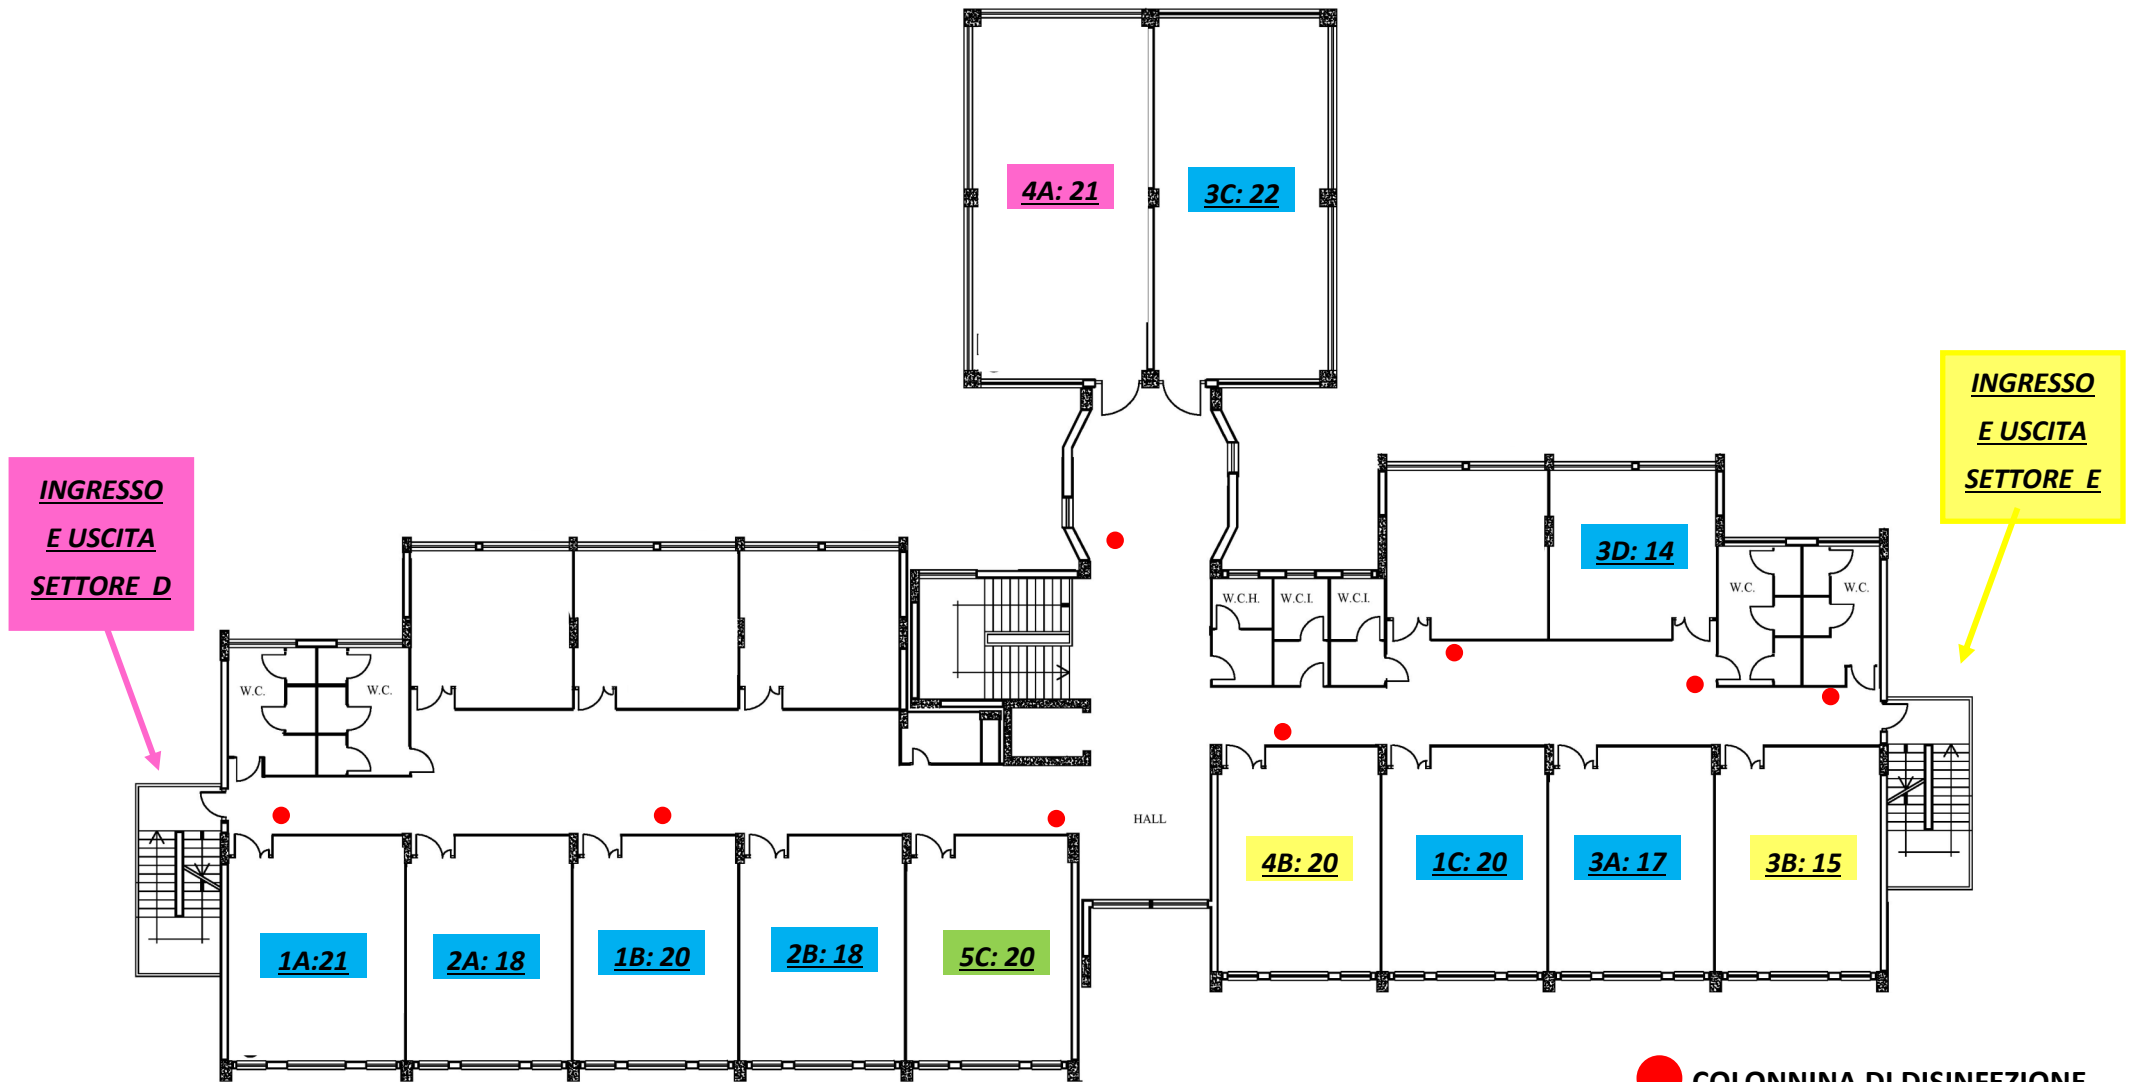 4A: 21
3C: 22
INGRESSO
E USCITA
SETTORE E
INGRESSO
E USCITA
SETTORE D
3D: 14
W.C.H.
W.C.I.
W.C.I.
W.C.
W.C.
W.C.
W.C.
HALL
4B: 20
1C: 20
3A: 17
3B: 15
1A:21
2A: 18
1B: 20
2B: 18
5C: 20
COLONNINA DI DISINFEZIONE